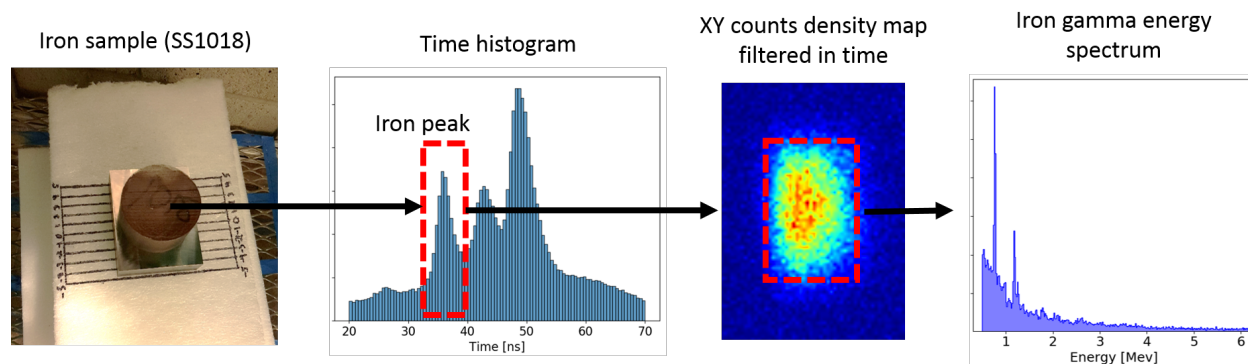 Iron sample (SS1018)
Time histogram
XY counts density map
filtered in time
Iron gamma energy
spectrum
Iron peak
20 30 40 50 60 70
Time [ns]
1 2 3 4 5 6
Energy [Mev]